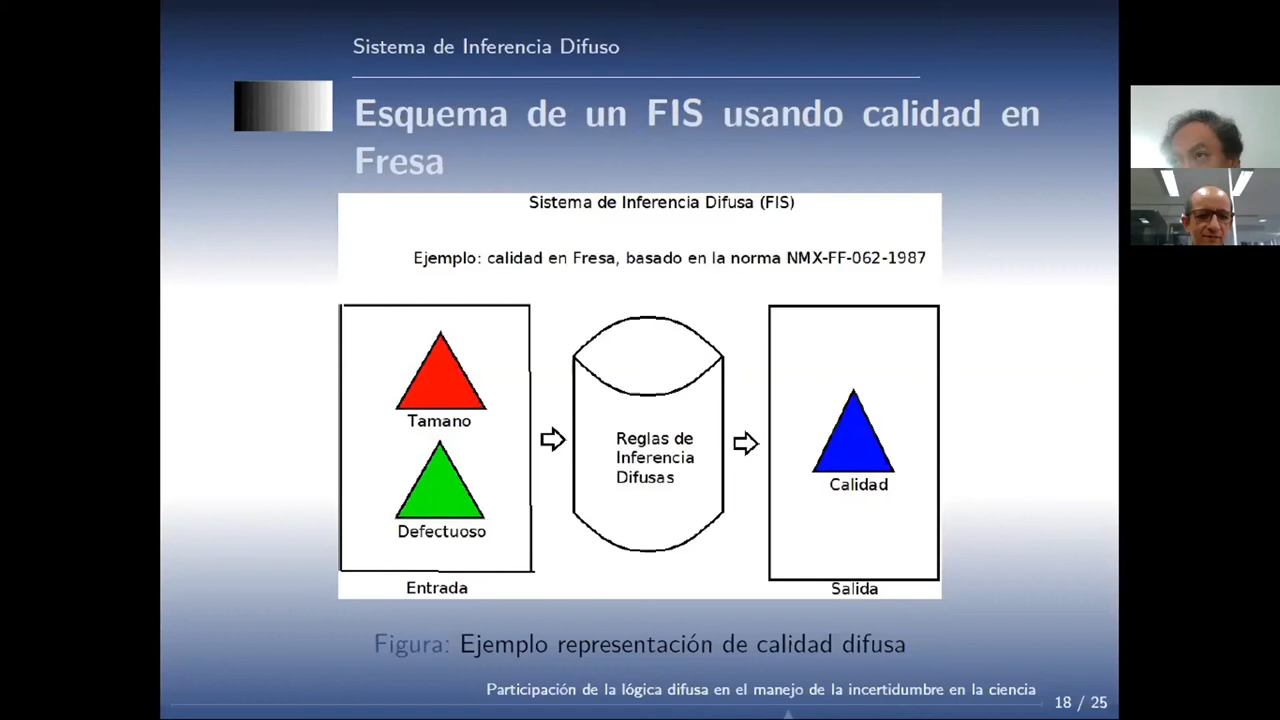 Sistema de Inferencia Difuso
Esquema de un FIS usando calidad en
Fresa
Sistema de Inferencia Difusa (FIS)
Ejemplo: calidad en Fresa, basado en la norma NMX-FF-062-1987
Tamano
Defectuoso
Entrada
Reglas de
Inferencia
Difusas
Calidad
Salida
Figura: Ejemplo representación de calidad difusa
Participación de la lógica difusa en el manejo de la incertidumbre en la ciencia
18 / 25